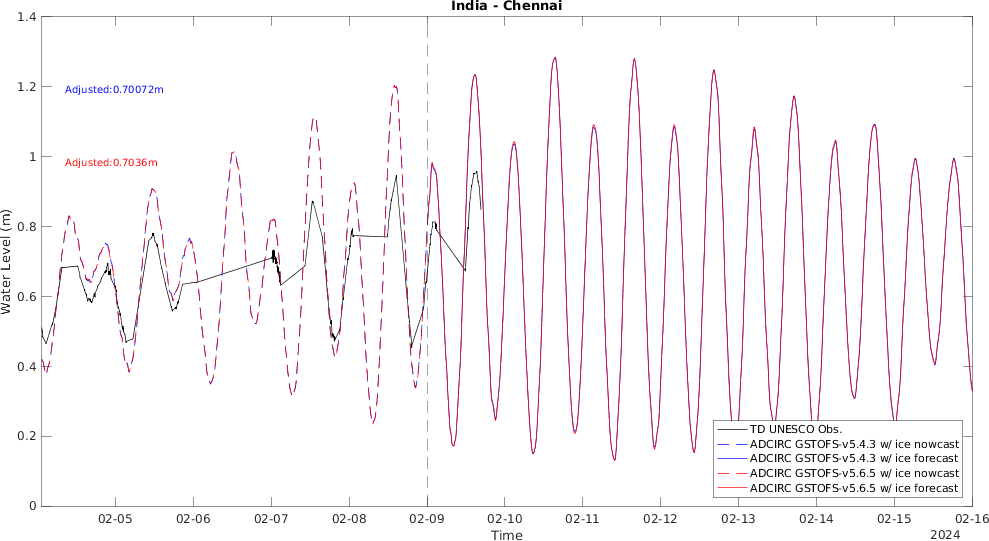 India - Chennai
1.4
1.2
1
0.8
0.6
0.4
0.2
0
Water Level (m)
Adjusted:0.70072m
Adjusted:0.7036m
TD UNESCO Obs.
ADCIRC GSTOFS-v5.4.3 w/ ice nowcast
ADCIRC GSTOFS-v5.4.3 w/ ice forecast
ADCIRC GSTOFS-v5.6.5 w/ ice nowcast
ADCIRC GSTOFS-v5.6.5 w/ ice forecast
02-05 02-06 02-07 02-08 02-09 02-10 02-11 02-12 02-13 02-14 02-15 02-16
Time
2024